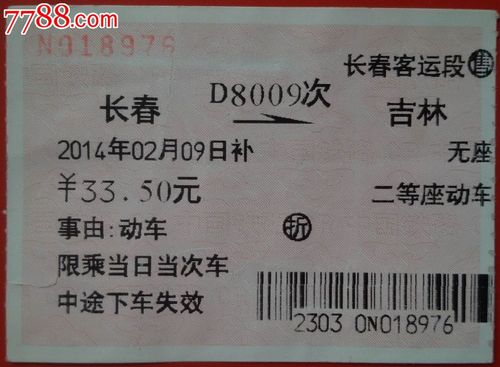 7788.com
N018976
长春客运段 售
长春 D8009次 吉林
2014年02月09日补 无座
¥33.50元 二等座动车
事由:动车 折
限乘当日当次车
中途下车失效
2303 0N018976